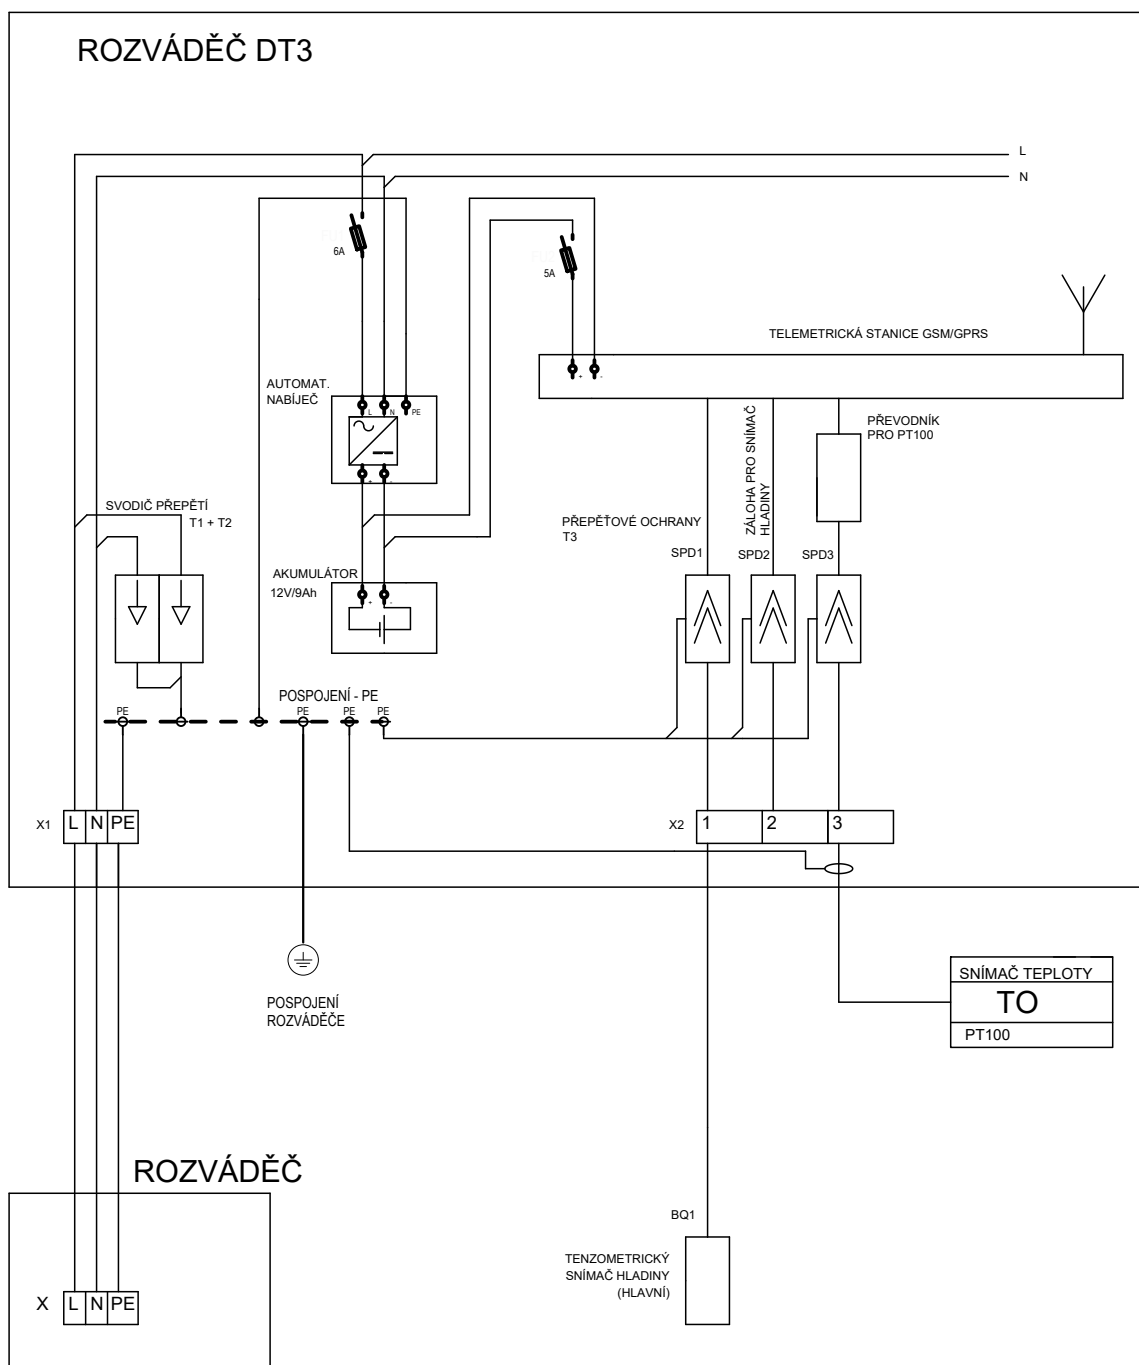 ROZVÁDĚČ DT3
L
N
6A
5A
TELEMETRICKÁ STANICE GSM/GPRS
+
-
AUTOMAT.
NABÍJEČ
L
N
PE
+
-
PŘEVODNÍK
PRO PT100
ZÁLOHA PRO SNÍMAČ
HLADINY
SVODIČ PŘEPĚTÍ
T1 + T2
PŘEPĚŤOVÉ OCHRANY
T3
SPD1
SPD2
SPD3
AKUMULÁTOR
12V/9Ah
+
-
POSPOJENÍ - PE
PE
PE
PE
PE
X1
L
N
PE
X2
1
2
3
POSPOJENÍ
ROZVÁDĚČE
SNÍMAČ TEPLOTY
TO
PT100
ROZVÁDĚČ
BQ1
TENZOMETRICKÝ
SNÍMAČ HLADINY
(HLAVNÍ)
X
L
N
PE